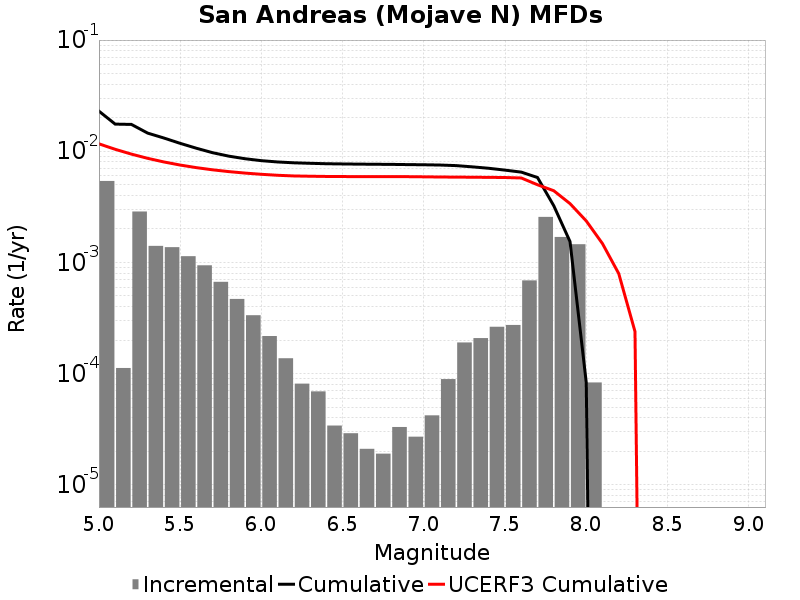 San Andreas (Mojave N) MFDs
Rate (1/yr)
10-1
10-2
10-3
10-4
10-5
5.0 5.5 6.0 6.5 7.0 7.5 8.0 8.5 9.0
Magnitude
Incremental Cumulative UCERF3 Cumulative